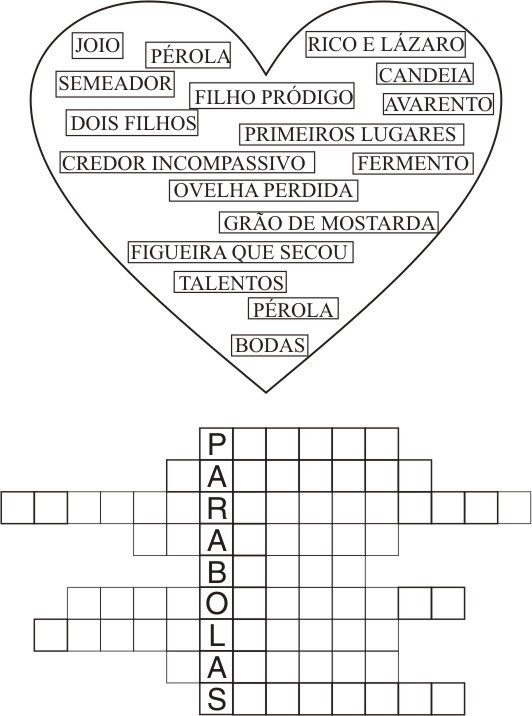 JOIO
PÉROLA
RICO E LÁZARO
SEMEADOR
CANDEIA
FILHO PRÓDIGO
AVARENTO
DOIS FILHOS
PRIMEIROS LUGARES
CREDOR INCOMPASSIVO
FERMENTO
OVELHA PERDIDA
GRÃO DE MOSTARDA
FIGUEIRA QUE SECOU
TALENTOS
PÉROLA
BODAS
P
A
R
A
B
O
L
A
S